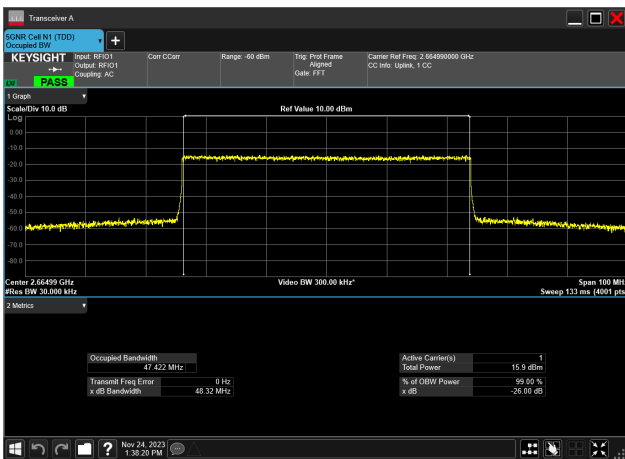 Transceiver A
5GNR Cell N1 (TDD)
Occupied BW
KEYSIGHT
PASS
Input: RFIO1
Output: RFIO1
Coupling: AC
Corr CCorr
Range: -60 dBm
Trig: Prot Frame
Aligned
Gate: FFT
Carrier Ref Freq: 2.664990000 GHz
CC Info: Uplink, 1 CC
1 Graph
Scale/Div 10.0 dB
Ref Value 10.00 dBm
Log
0.00
-10.0
-20.0
-30.0
-40.0
-50.0
-60.0
-70.0
-80.0
Center 2.66499 GHz
Video BW 300.00 kHz*
Span 100 MHz
#Res BW 30.000 kHz
Sweep 133 ms (4001 pts
2 Metrics
Occupied Bandwidth
47.422 MHz
Transmit Freq Error 0 Hz
x dB Bandwidth 48.32 MHz
Active Carrier(s) 1
Total Power 15.9 dBm
% of OBW Power 99.00 %
x dB -26.00 dB
?
Nov 24, 2023
1:38:20 PM